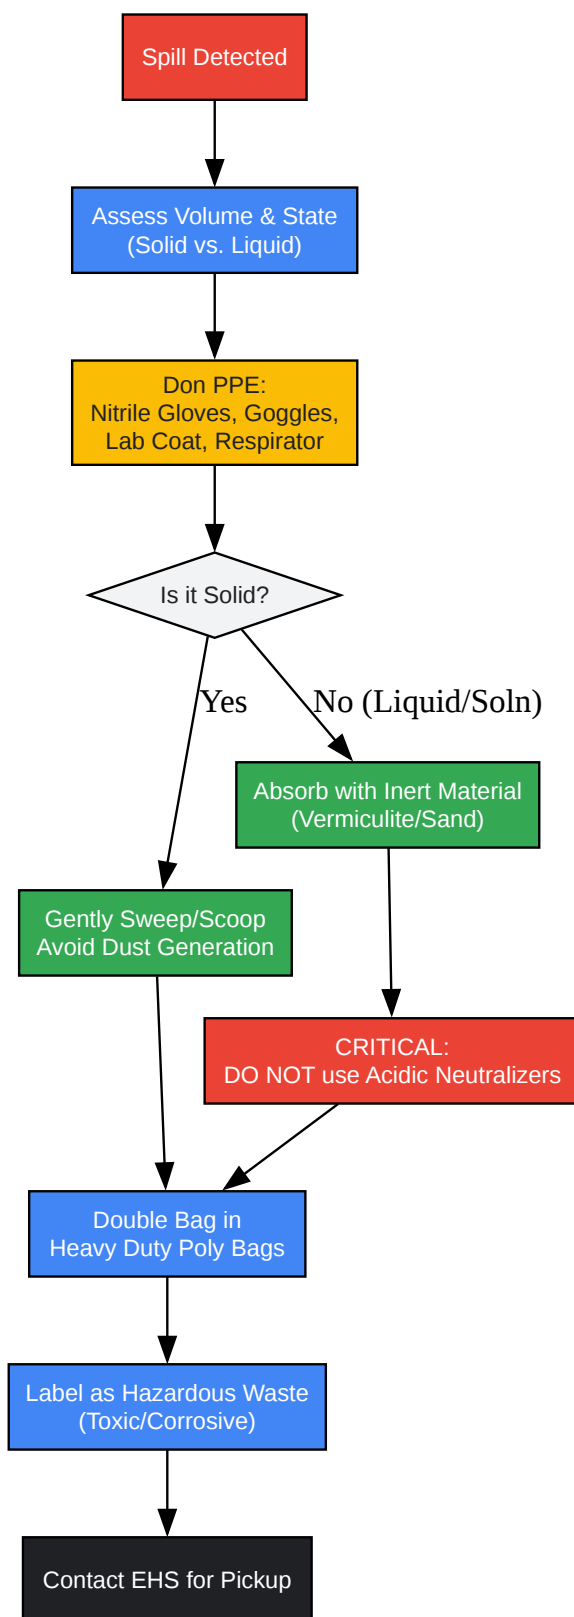 Spill Detected
Assess Volume & State
(Solid vs. Liquid)
Don PPE:
Nitrile Gloves, Goggles,
Lab Coat, Respirator
Is it Solid?
Yes
No (Liquid/Soln)
Absorb with Inert Material
(Vermiculite/Sand)
Gently Sweep/Scoop
Avoid Dust Generation
CRITICAL:
DO NOT use Acidic Neutralizers
Double Bag in
Heavy Duty Poly Bags
Label as Hazardous Waste
(Toxic/Corrosive)
Contact EHS for Pickup